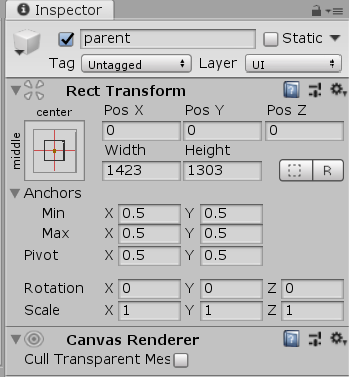 Inspector
parent
Static
Tag Untagged Layer UI
Rect Transform
center Pos X Pos Y Pos Z
0 0 0
middle
Width Height
1423 1303
R
Anchors
Min X 0.5 Y 0.5
Max X 0.5 Y 0.5
Pivot X 0.5 Y 0.5
Rotation X 0 Y 0 Z 0
Scale X 1 Y 1 Z 1
Canvas Renderer
Cull Transparent Mes